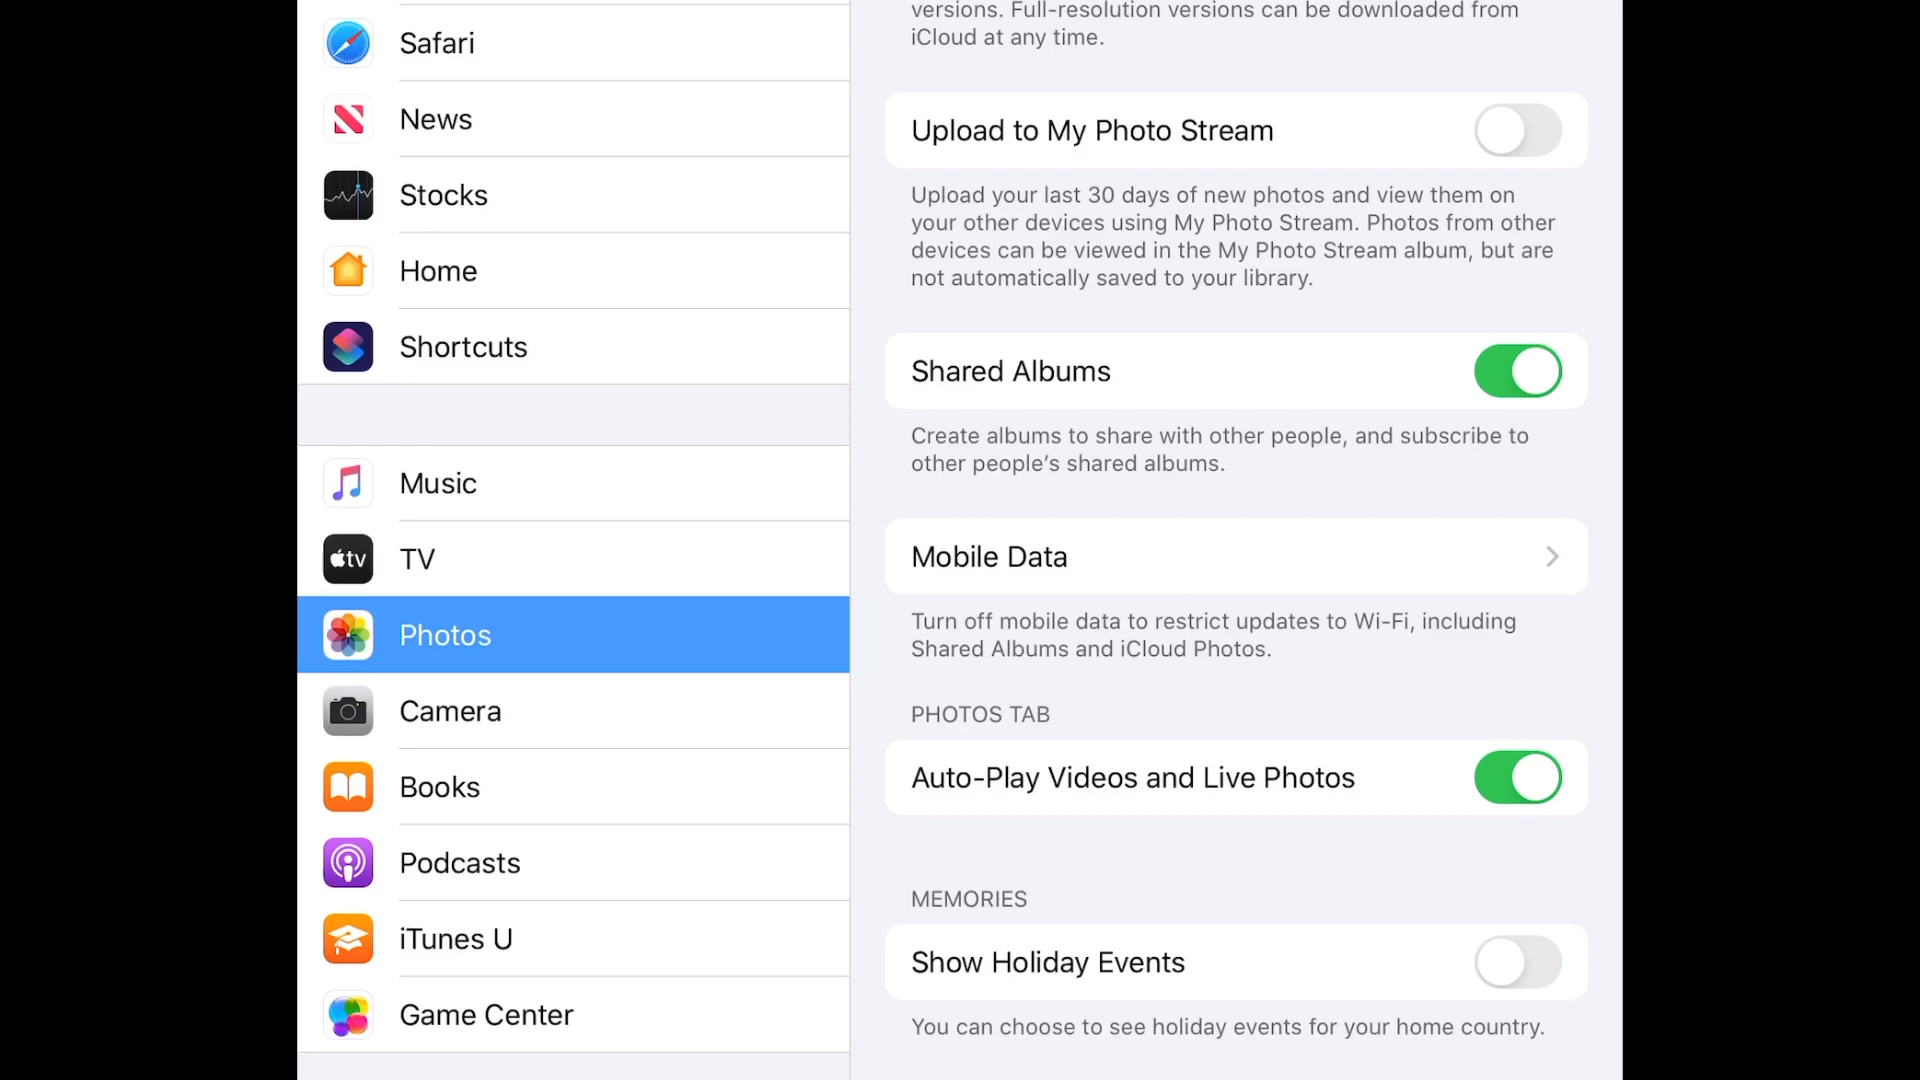 Safari
News
Stocks
Home
Shortcuts
Music
tv
TV
Photos
Camera
Books
Podcasts
iTunes U
Game Center
versions. Full-resolution versions can be downloaded from
iCloud at any time.
Upload to My Photo Stream
Upload your last 30 days of new photos and view them on
your other devices using My Photo Stream. Photos from other
devices can be viewed in the My Photo Stream album, but are
not automatically saved to your library.
Shared Albums
Create albums to share with other people, and subscribe to
other people’s shared albums.
Mobile Data
Turn off mobile data to restrict updates to Wi-Fi, including
Shared Albums and iCloud Photos.
PHOTOS TAB
Auto-Play Videos and Live Photos
MEMORIES
Show Holiday Events
You can choose to see holiday events for your home country.